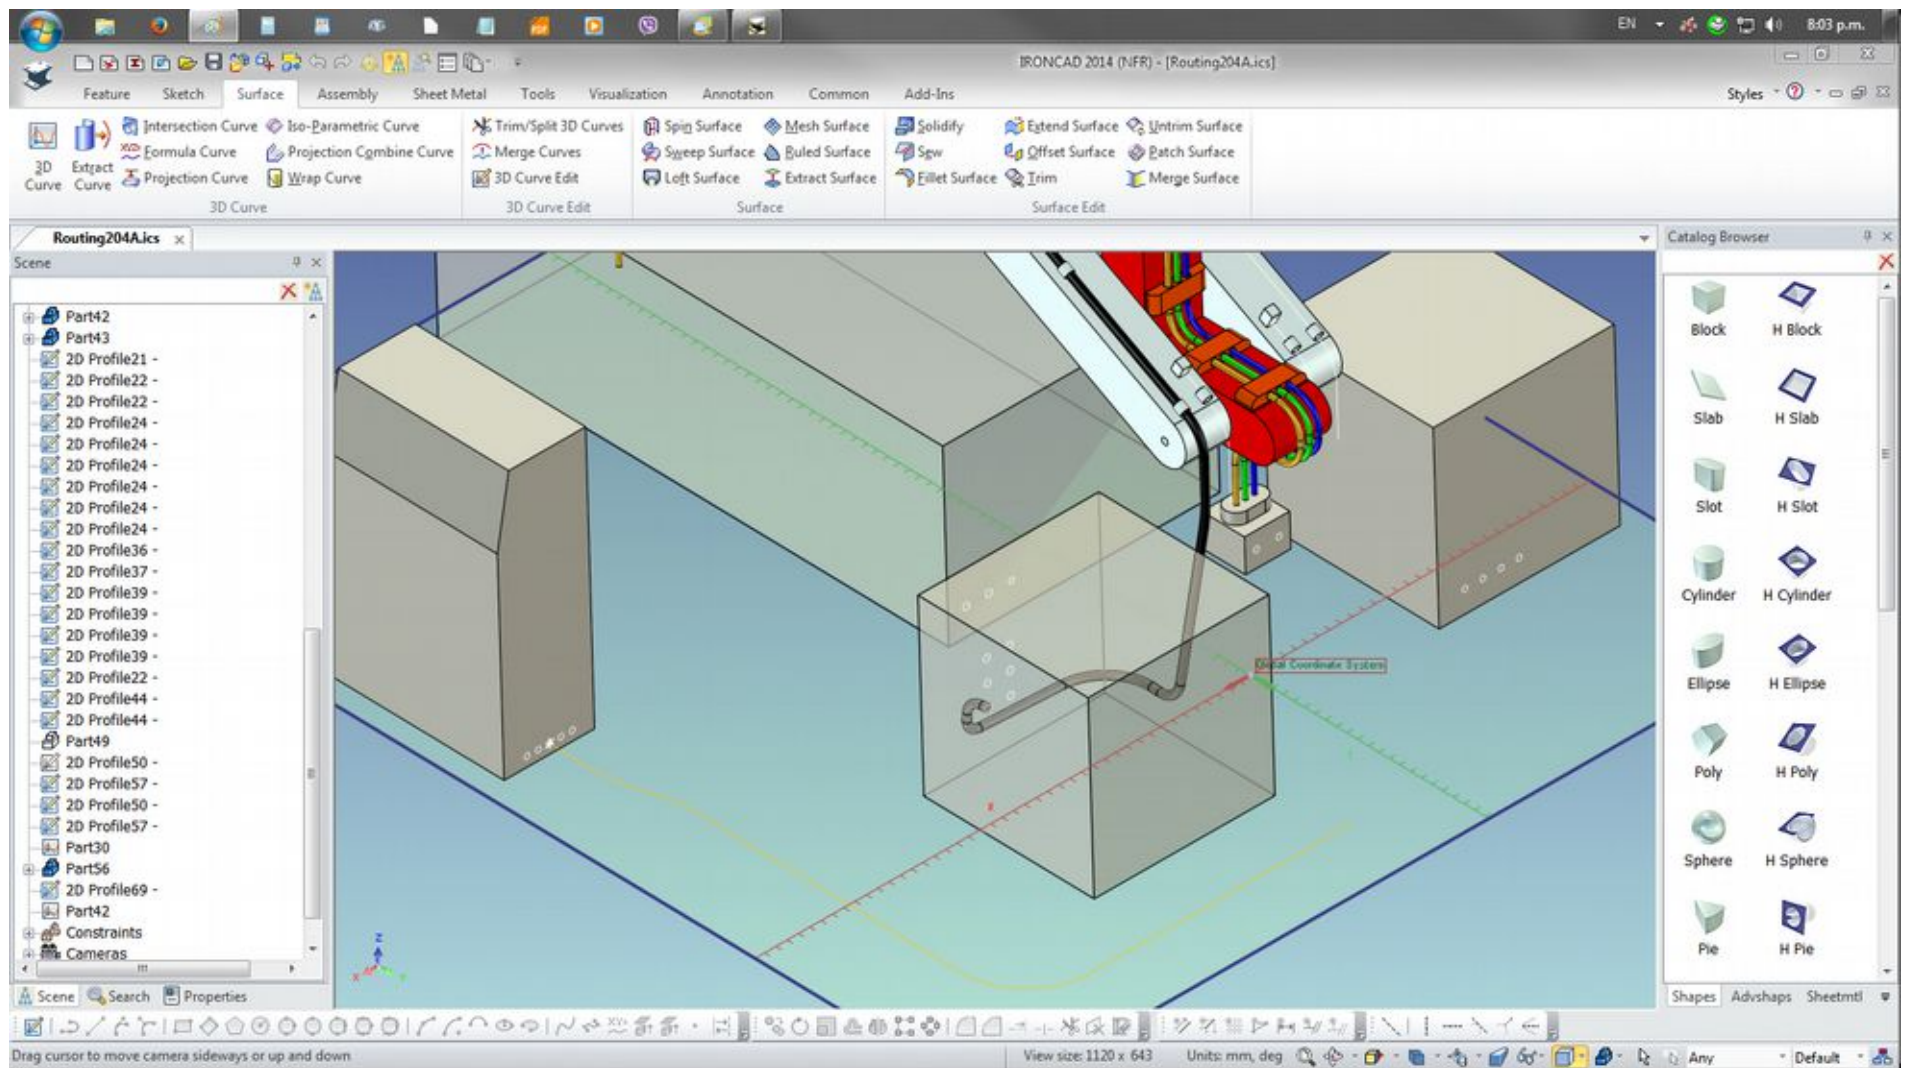 EN 8:03 p.m.
IRONCAD 2014 (NFR) - [Routing204A.ics]
Feature Sketch Surface Assembly Sheet Metal Tools Visualization Annotation Common Add-Ins Styles
Intersection Curve Iso-Parametric Curve Trim/Split 3D Curves Spin Surface Mesh Surface Solidify Extend Surface Untrim Surface
Formula Curve Projection Combine Curve Merge Curves Sweep Surface Ruled Surface Sew Offset Surface Patch Surface
3D Curve Extract Curve Projection Curve Wrap Curve 3D Curve Edit Loft Surface Extract Surface Fillet Surface Trim Merge Surface
3D Curve 3D Curve Edit Surface Surface Edit
Routing204A.ics
Catalog Browser
Scene
Part42
Part43
2D Profile21 -
2D Profile22 -
2D Profile22 -
2D Profile24 -
2D Profile24 -
2D Profile24 -
2D Profile24 -
2D Profile24 -
2D Profile24 -
2D Profile36 -
2D Profile37 -
2D Profile39 -
2D Profile39 -
2D Profile39 -
2D Profile39 -
2D Profile22 -
2D Profile44 -
2D Profile44 -
Part49
2D Profile50 -
2D Profile57 -
2D Profile50 -
2D Profile57 -
Part30
Part56
2D Profile69 -
Part42
Constraints
Cameras
Scene Search Properties
Global Coordinate System
X
Z
X Y
Block H Block
Slab H Slab
Slot H Slot
Cylinder H Cylinder
Ellipse H Ellipse
Poly H Poly
Sphere H Sphere
Pie H Pie
Shapes Advshaps Sheetmtl
Drag cursor to move camera sideways or up and down
View size: 1120 x 643 Units: mm, deg Any Default